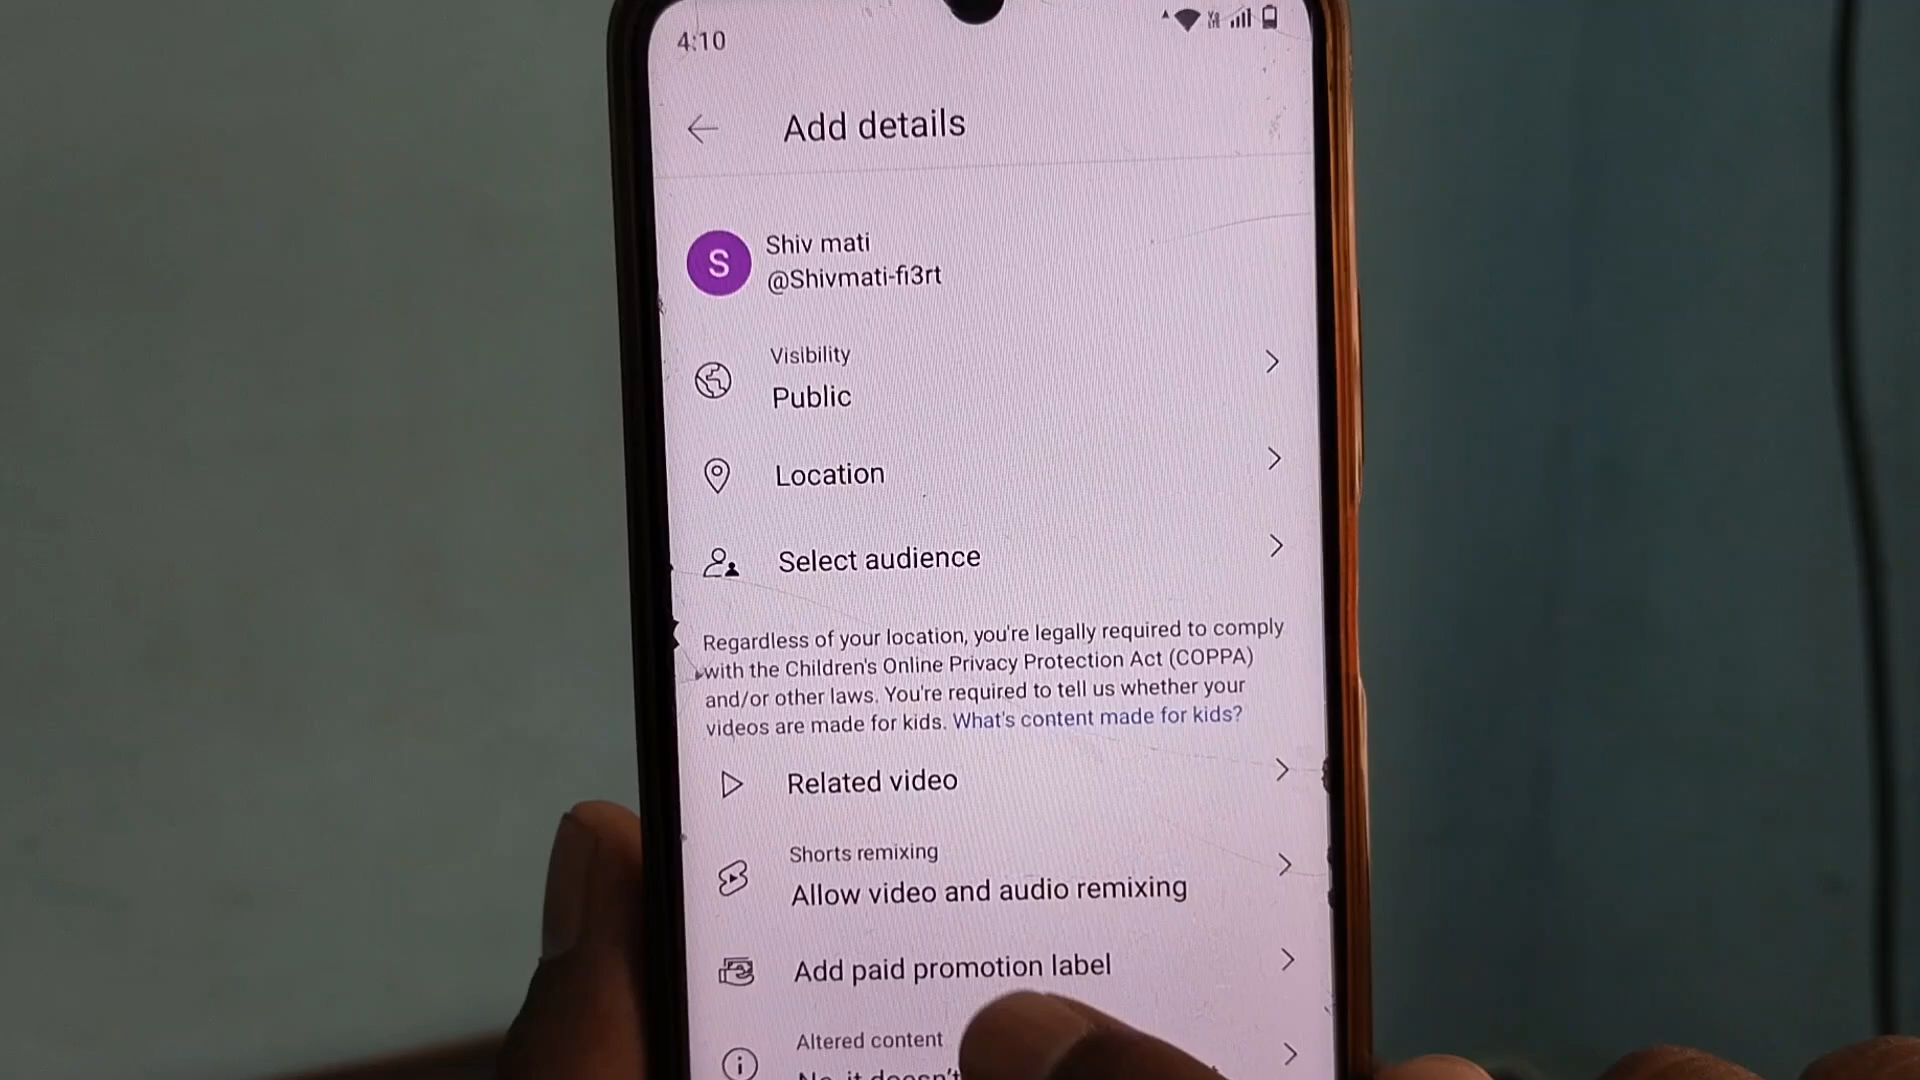 4:10
Add details
S
Shiv mati
@Shivmati-fi3rt
Visibility
Public
Location
Select audience
Regardless of your location, you're legally required to comply
with the Children's Online Privacy Protection Act (COPPA)
and/or other laws. You're required to tell us whether your
videos are made for kids. What's content made for kids?
Related video
Shorts remixing
Allow video and audio remixing
Add paid promotion label
Altered content
No, it doesn't